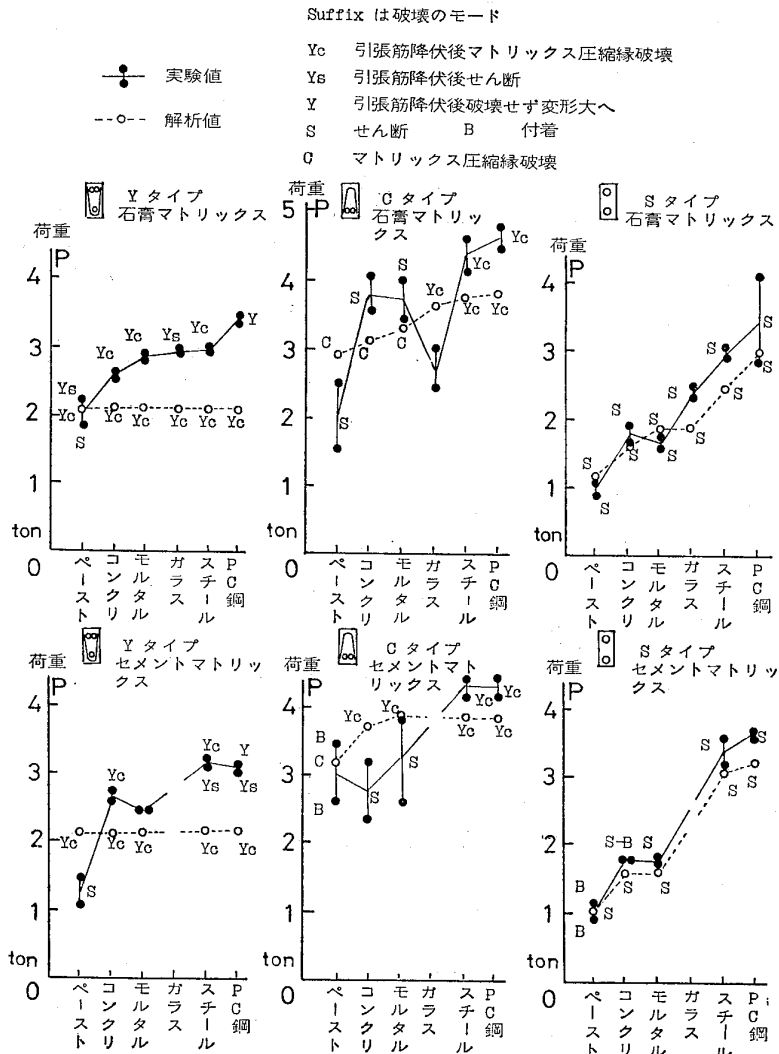 Suffix は破壊のモード
Yc 引張筋降伏後マトリックス圧縮縁破壊
Ys 引張筋降伏後せん断
Y 引張筋降伏後破壊せず変形大へ
S せん断 B 付着
C マトリックス圧縮縁破壊
実験値
解析値
Y タイプ
石膏マトリックス
荷重
P
4
3
2
1
ton
0
Ys
Yc
S
Yc
Yc
Ys
Yc
Y
Yc
Yc
Yc
Yc
Yc
ペースト
コンクリ
モルタル
ガラス
スチール
PC鋼
C タイプ
石膏マトリッ
クス
荷重
5
P
4
3
2
1
ton
0
C
S
S
C
S
C
Yc
Yc
Yc
Yc
Yc
ペースト
コンクリ
モルタル
ガラス
スチール
PC鋼
S タイプ
石膏マトリックス
荷重
P
4
3
2
1
ton
0
S
S
S
S
S
S
S
S
S
S
S
S
ペースト
コンクリ
モルタル
ガラス
スチール
PC鋼
Y タイプ
セメントマトリッ
クス
荷重
P
4
3
2
1
ton
0
Yc
S
Yc
Yc
Yc
Yc
Ys
Yc
Y
Ys
Yc
ペースト
コンクリ
モルタル
ガラス
スチール
PC鋼
C タイプ
セメントマト
リックス
荷重
P
4
3
2
1
ton
0
B
C
B
Yc
S
Yc
S
Yc
Yc
Yc
Yc
ペースト
コンクリ
モルタル
ガラス
スチール
PC鋼
S タイプ
セメントマトリッ
クス
荷重
P
4
3
2
1
ton
0
B
B
S
S-B
S
S
S
S
S
S
S
ペースト
コンクリ
モルタル
ガラス
スチール
PC鋼